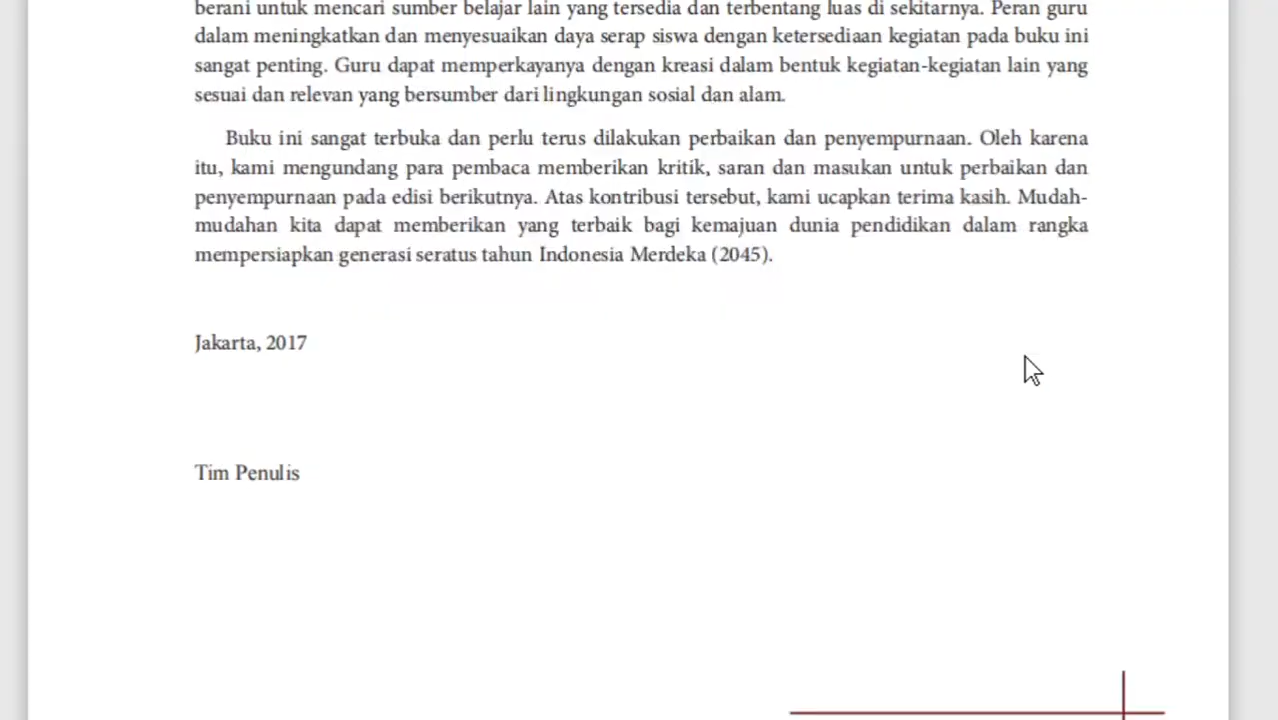 berani untuk mencari sumber belajar lain yang tersedia dan terbentang luas di sekitarnya. Peran guru
dalam meningkatkan dan menyesuaikan daya serap siswa dengan ketersediaan kegiatan pada buku ini
sangat penting. Guru dapat memperkayanya dengan kreasi dalam bentuk kegiatan-kegiatan lain yang
sesuai dan relevan yang bersumber dari lingkungan sosial dan alam.
Buku ini sangat terbuka dan perlu terus dilakukan perbaikan dan penyempurnaan. Oleh karena
itu, kami mengundang para pembaca memberikan kritik, saran dan masukan untuk perbaikan dan
penyempurnaan pada edisi berikutnya. Atas kontribusi tersebut, kami ucapkan terima kasih. Mudah-
mudahan kita dapat memberikan yang terbaik bagi kemajuan dunia pendidikan dalam rangka
mempersiapkan generasi seratus tahun Indonesia Merdeka (2045).
Jakarta, 2017
Tim Penulis